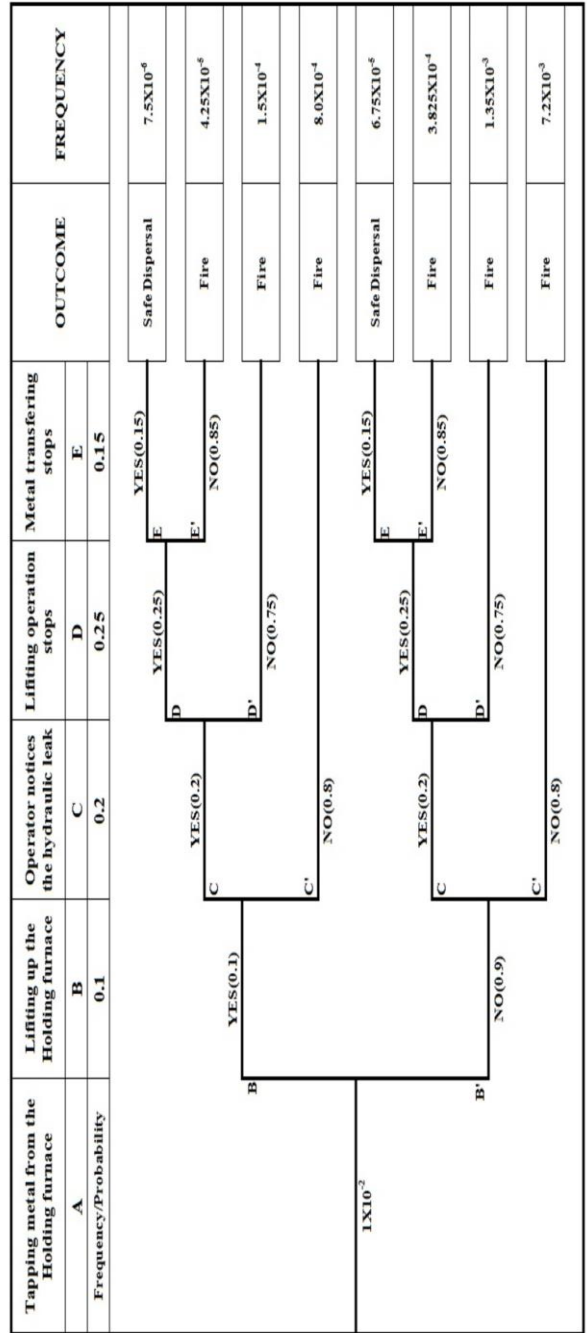 Tapping metal from the
Holding furnace
Lifiting up the
Holding furnace
Operator notices
the hydraulic leak
Lifiting operation
stops
Metal transfering
stops
OUTCOME
FREQUENCY
A
B
C
D
E
Frequency/Probability
0.1
0.2
0.25
0.15
YES(0.15)
Safe Dispersal
7.5X10⁻⁶
E
YES(0.25)
E'
NO(0.85)
Fire
4.25X10⁻⁵
D
YES(0.2)
D'
NO(0.75)
Fire
1.5X10⁻⁴
C
YES(0.1)
C'
NO(0.8)
Fire
8.0X10⁻⁴
B
1X10⁻²
YES(0.15)
Safe Dispersal
6.75X10⁻⁵
E
YES(0.25)
E'
NO(0.85)
Fire
3.825X10⁻⁴
D
YES(0.2)
D'
NO(0.75)
Fire
1.35X10⁻³
C
B'
NO(0.9)
C'
NO(0.8)
Fire
7.2X10⁻³